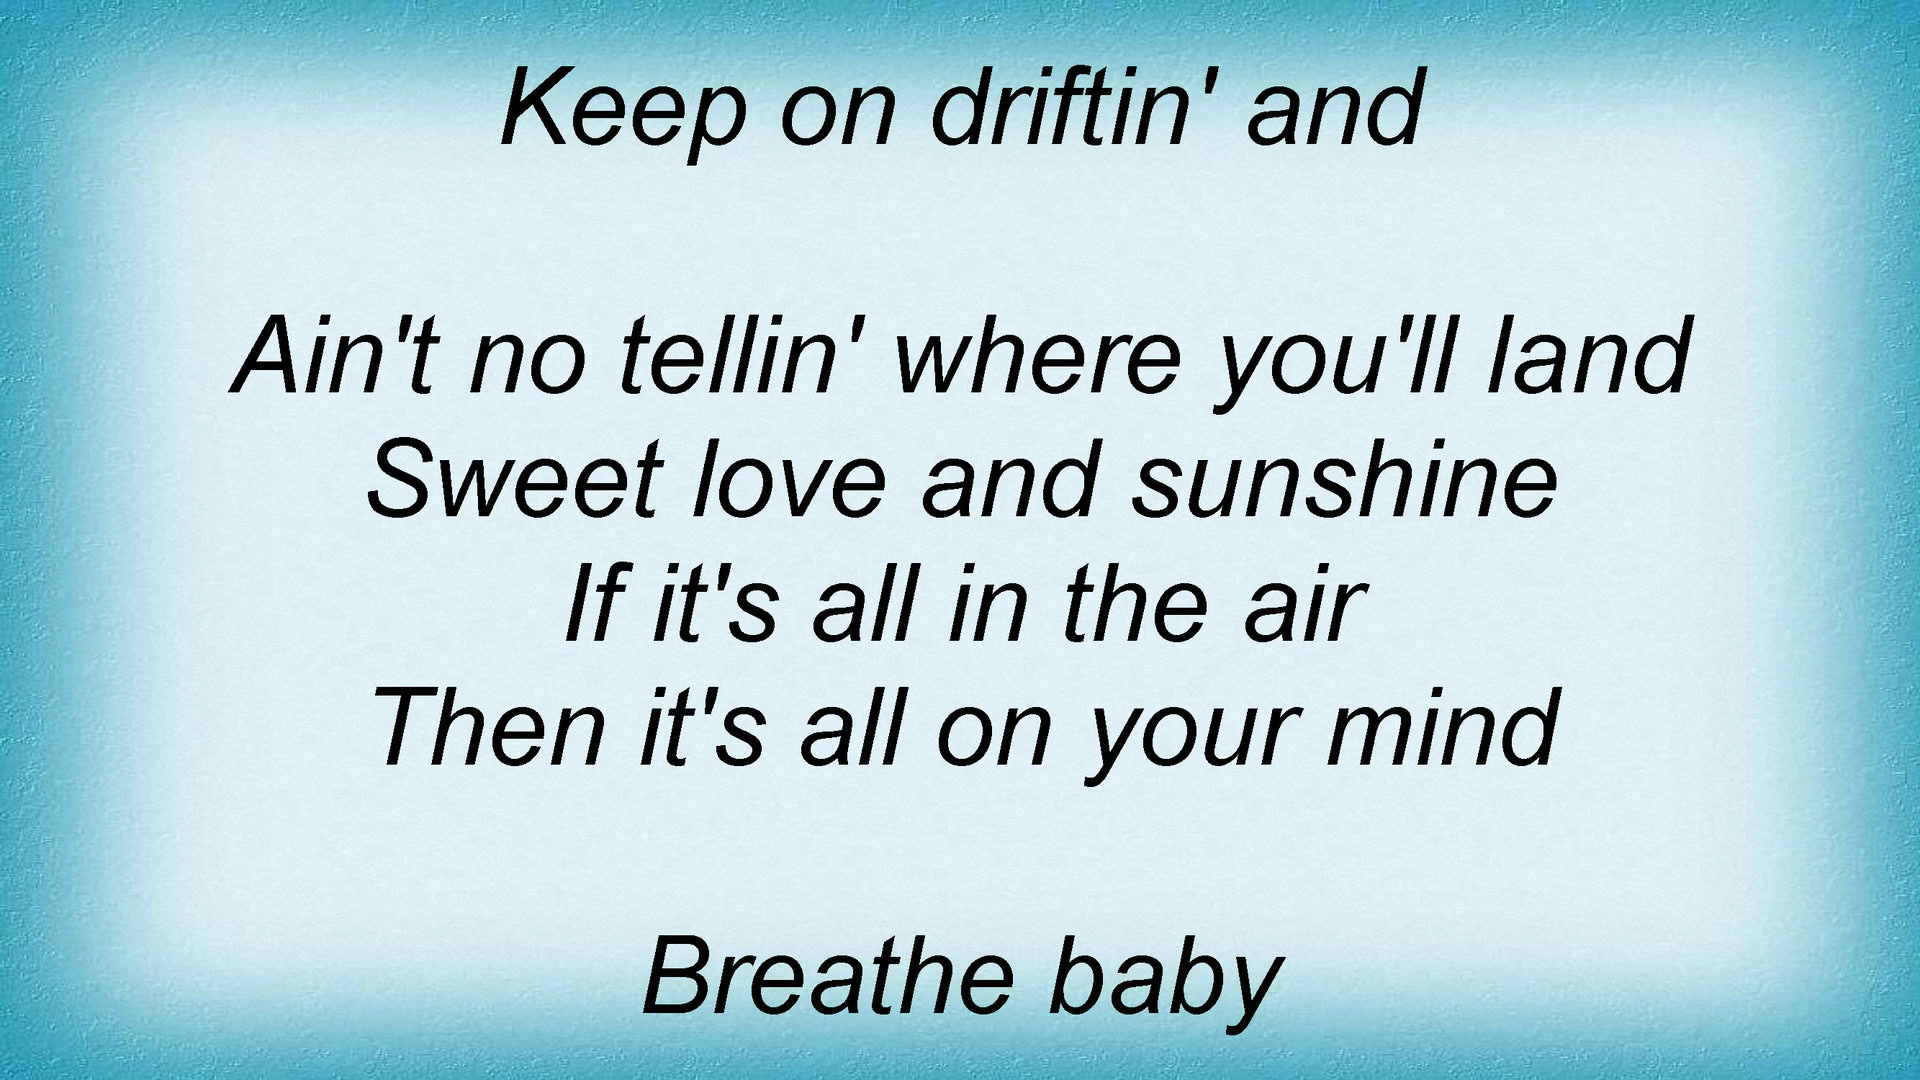 Keep on driftin' and
Ain't no tellin' where you'll land
Sweet love and sunshine
If it's all in the air
Then it's all on your mind
Breathe baby